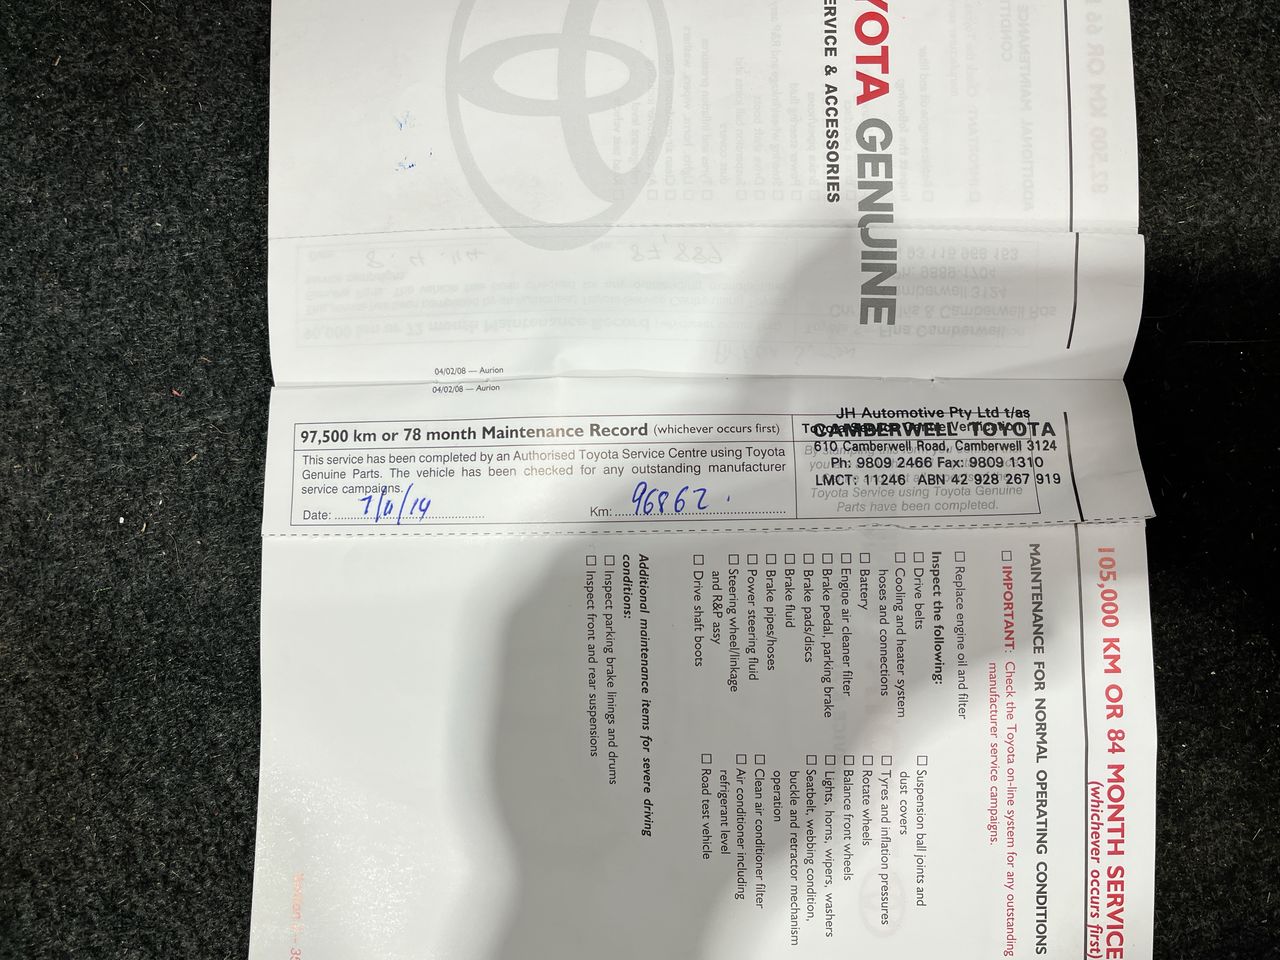 YOTA GENUINE
ERVICE & ACCESSORIES
04/02/08 — Aurion
04/02/08 — Aurion
97,500 km or 78 month Maintenance Record (whichever occurs first)
This service has been completed by an Authorised Toyota Service Centre using Toyota
Genuine Parts. The vehicle has been checked for any outstanding manufacturer
service campaigns.
Date: 7/11/14
Km: 96862
JH Automotive Pty Ltd t/as
CAMBERWELL TOYOTA
610 Camberwell Road, Camberwell 3124
Ph: 9809 2466 Fax: 9809 1310
LMCT: 11246 ABN 42 928 267 919
Toyota Service using Toyota Genuine
Parts have been completed.
105,000 KM OR 84 MONTH SERVICE
(whichever occurs first)
MAINTENANCE FOR NORMAL OPERATING CONDITIONS
☐ IMPORTANT: Check the Toyota on-line system for any outstanding
manufacturer service campaigns.
☐ Replace engine oil and filter
Inspect the following:
☐ Drive belts
☐ Cooling and heater system
hoses and connections
☐ Battery
☐ Engine air cleaner filter
☐ Brake pedal, parking brake
☐ Brake pads/discs
☐ Brake fluid
☐ Brake pipes/hoses
☐ Power steering fluid
☐ Steering wheel/linkage
and R&P assy
☐ Drive shaft boots
☐ Suspension ball joints and
dust covers
☐ Tyres and inflation pressures
☐ Rotate wheels
☐ Balance front wheels
☐ Lights, horns, wipers, washers
☐ Seatbelt, webbing condition,
buckle and retractor mechanism
operation
☐ Clean air conditioner filter
☐ Air conditioner including
refrigerant level
☐ Road test vehicle
Additional maintenance items for severe driving
conditions:
☐ Inspect parking brake linings and drums
☐ Inspect front and rear suspensions